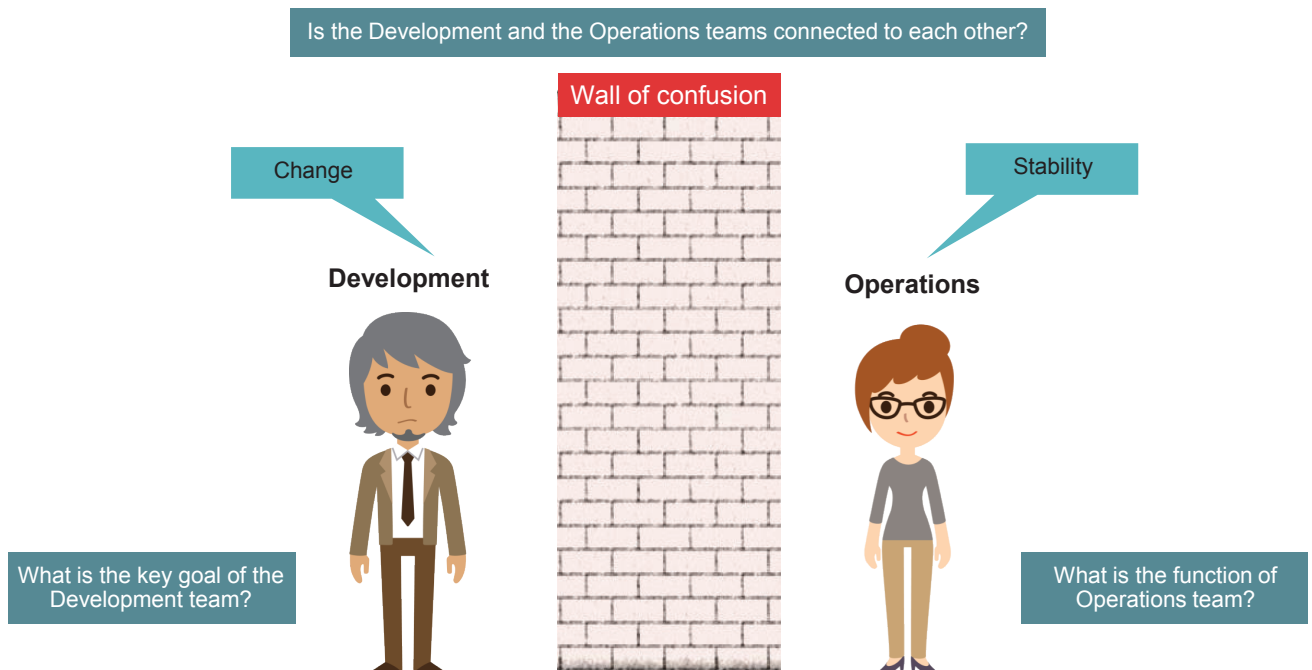 Is the Development and the Operations teams connected to each other?
Wall of confusion
Change
Stability
Development
Operations
What is the key goal of the
Development team?
What is the function of
Operations team?